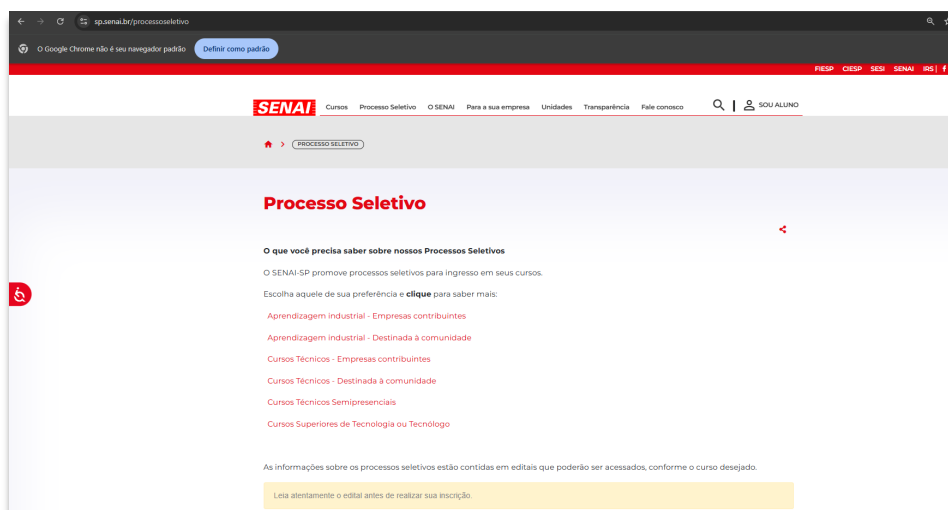 sp.senai.br/processoseletivo
O Google Chrome não é seu navegador padrão Definir como padrão
FIESP CIESP SESI SENAI IRS | f
SENAI Cursos Processo Seletivo O SENAI Para a sua empresa Unidades Transparência Fale conosco SOU ALUNO
PROCESSO SELETIVO
Processo Seletivo
O que você precisa saber sobre nossos Processos Seletivos
O SENAI-SP promove processos seletivos para ingresso em seus cursos.
Escolha aquele de sua preferência e clique para saber mais:
Aprendizagem industrial - Empresas contribuintes
Aprendizagem industrial - Destinada à comunidade
Cursos Técnicos - Empresas contribuintes
Cursos Técnicos - Destinada à comunidade
Cursos Técnicos Semipresenciais
Cursos Superiores de Tecnologia ou Tecnólogo
As informações sobre os processos seletivos estão contidas em editais que poderão ser acessados, conforme o curso desejado.
Leia atentamente o edital antes de realizar sua inscrição.